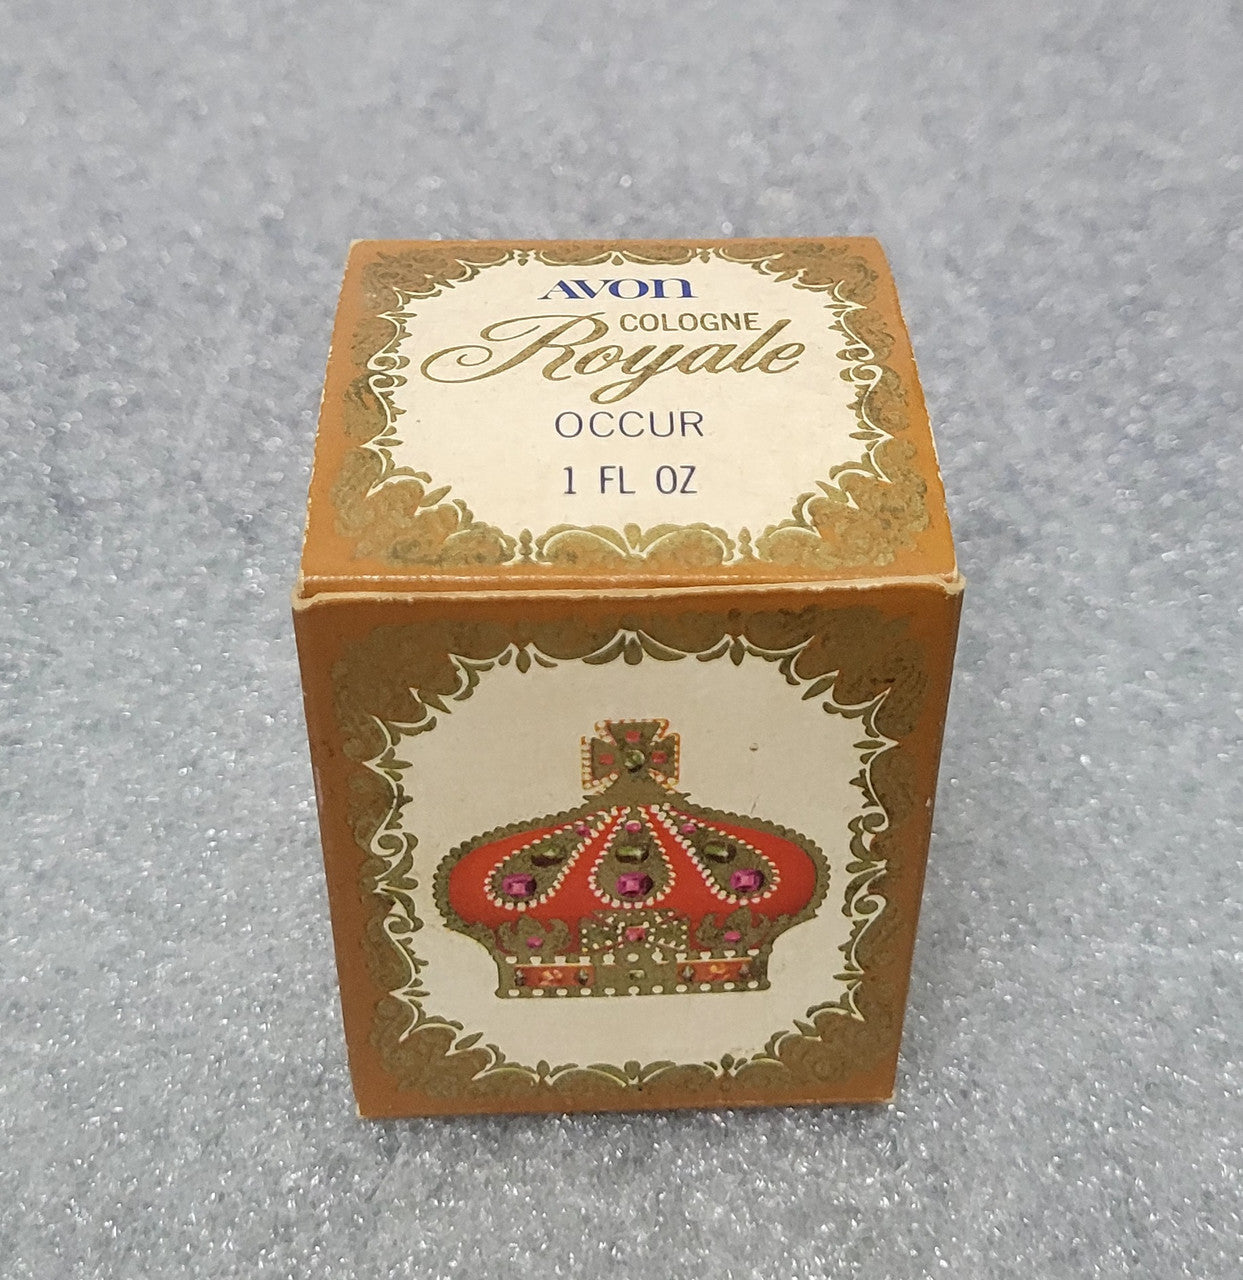 AVON
COLOGNE
Royale
OCCUR
1 FL OZ